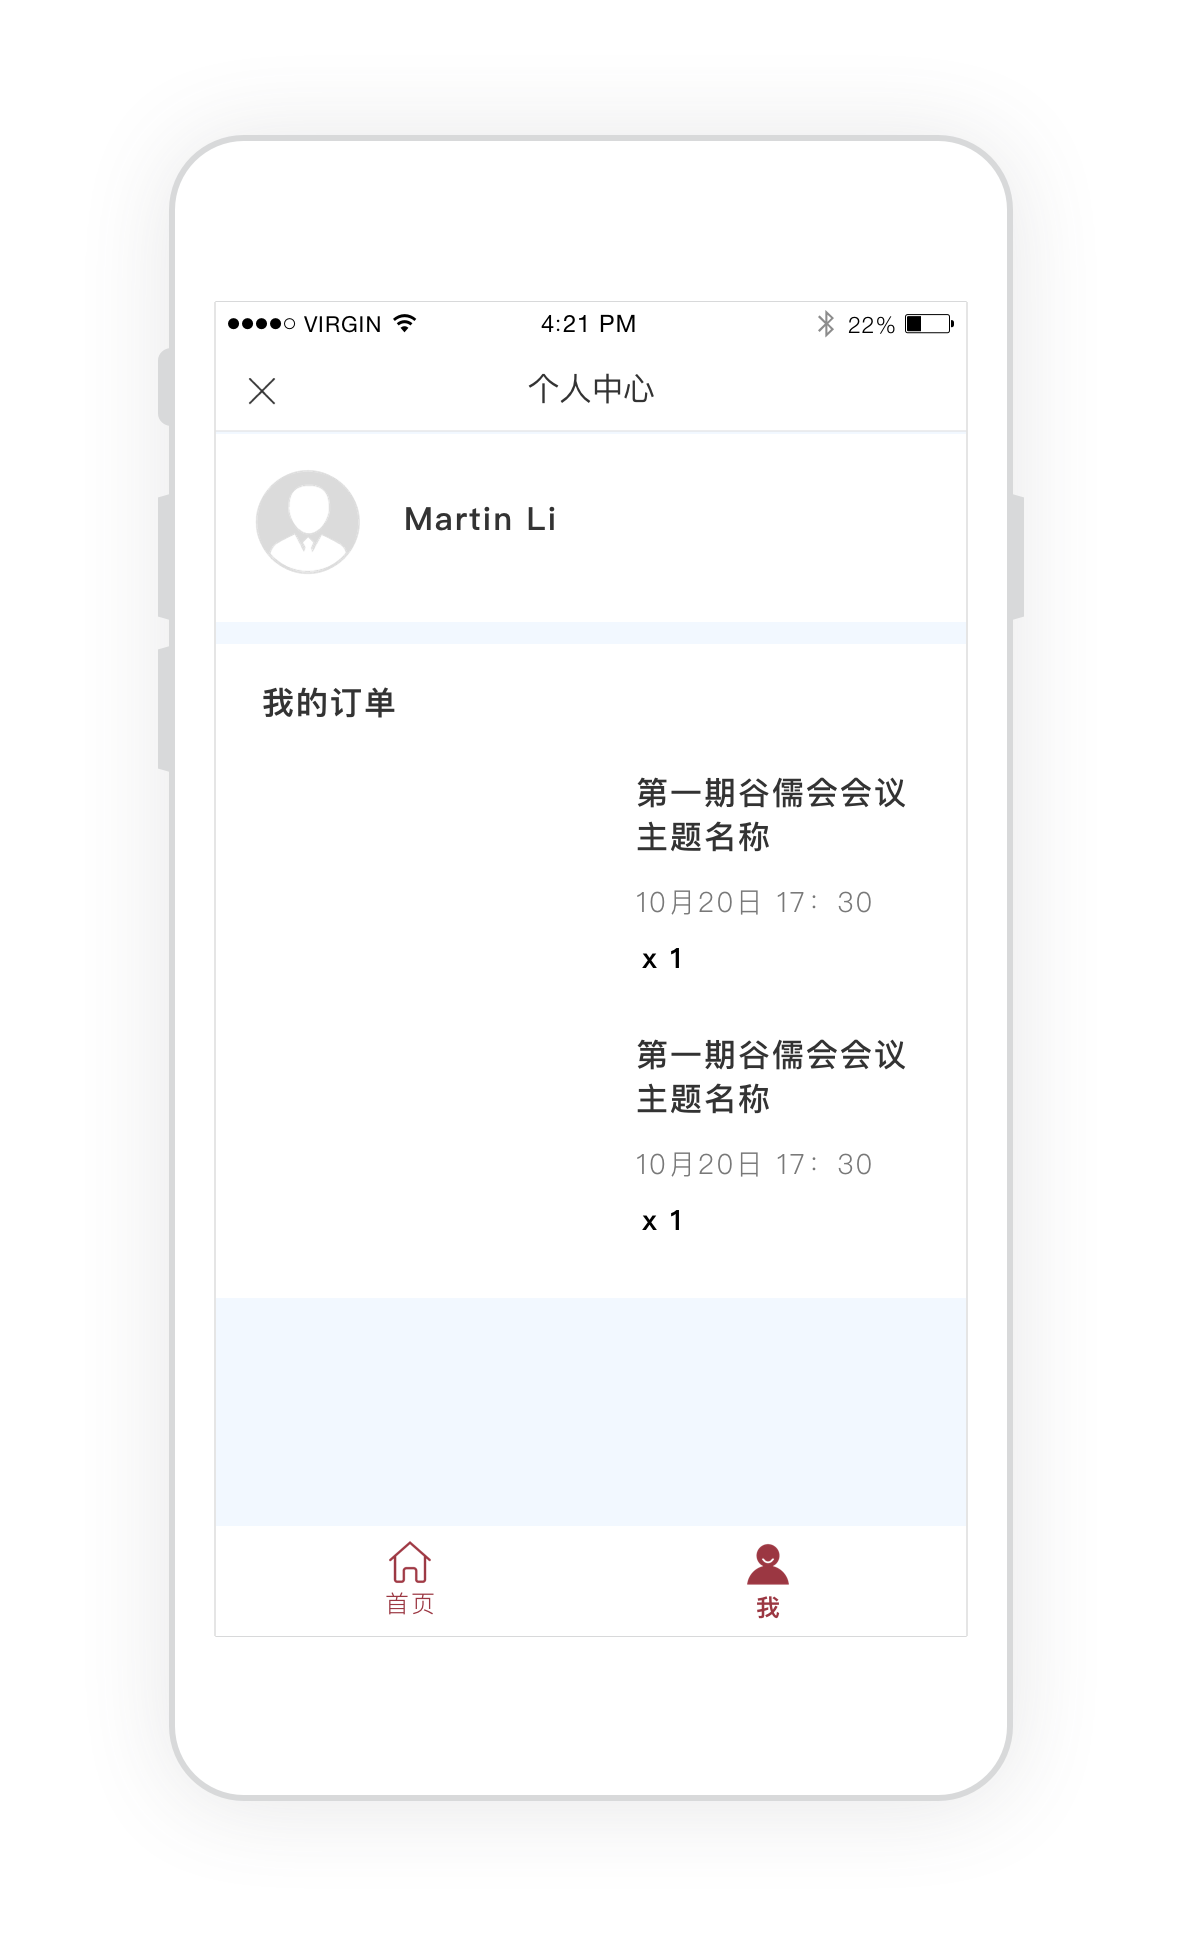 VIRGIN 4:21 PM 22%
个人中心
Martin Li
我的订单
第一期谷儒会会议
主题名称
10月20日 17：30
x 1
第一期谷儒会会议
主题名称
10月20日 17：30
x 1
首页 我